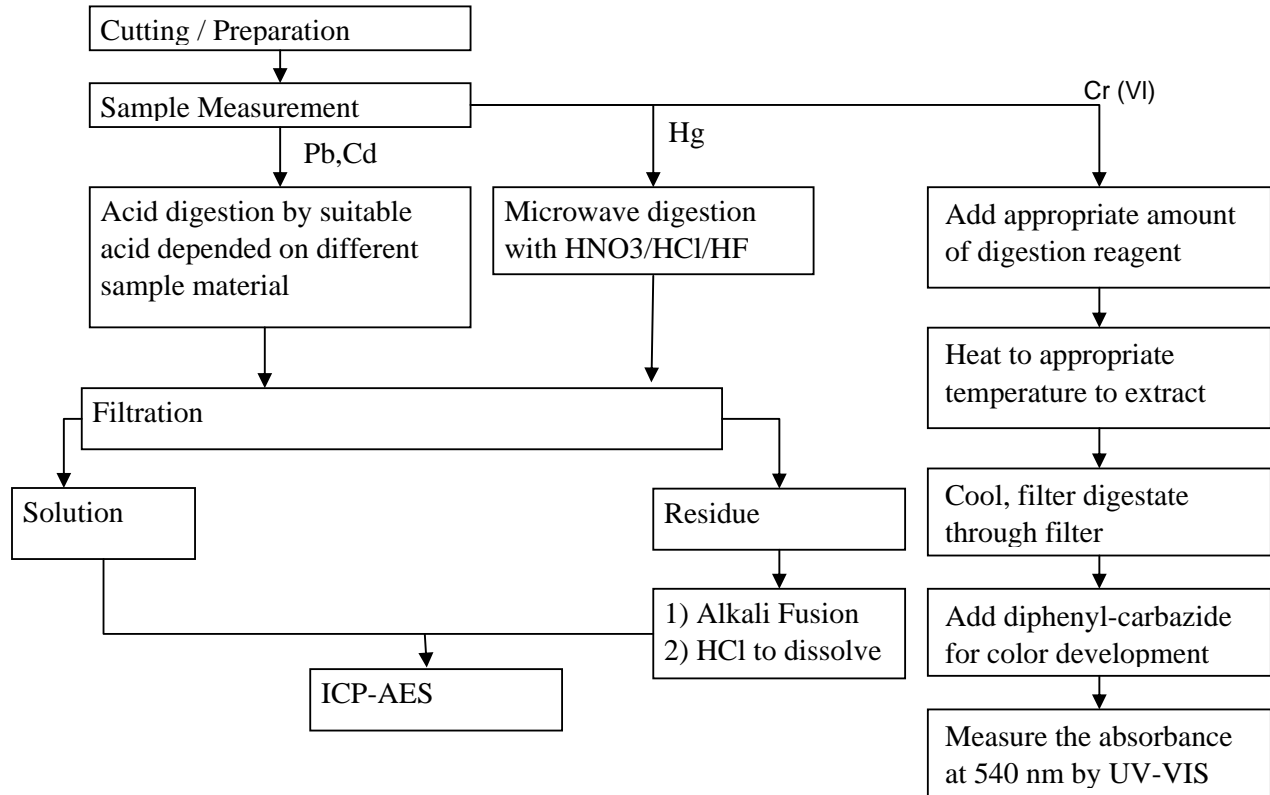 Cutting / Preparation
Sample Measurement
Cr (VI)
Hg
Pb,Cd
Acid digestion by suitable
acid depended on different
sample material
Microwave digestion
with HNO3/HCl/HF
Add appropriate amount
of digestion reagent
Heat to appropriate
temperature to extract
Filtration
Solution
Residue
Cool, filter digestate
through filter
1) Alkali Fusion
2) HCl to dissolve
Add diphenyl-carbazide
for color development
ICP-AES
Measure the absorbance
at 540 nm by UV-VIS